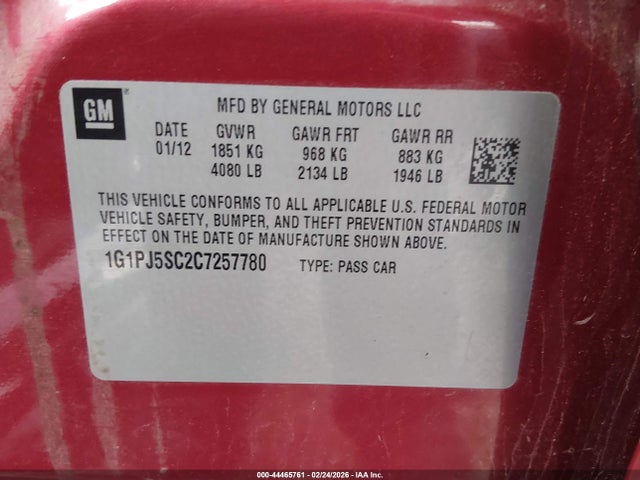 GM
MFD BY GENERAL MOTORS LLC
DATE GVWR GAWR FRT GAWR RR
01/12 1851 KG 968 KG 883 KG
4080 LB 2134 LB 1946 LB
THIS VEHICLE CONFORMS TO ALL APPLICABLE U.S. FEDERAL MOTOR
VEHICLE SAFETY, BUMPER, AND THEFT PREVENTION STANDARDS IN
EFFECT ON THE DATE OF MANUFACTURE SHOWN ABOVE.
1G1PJ5SC2C7257780 TYPE: PASS CAR
000-44465761 - 02/24/2026 - IAA Inc.